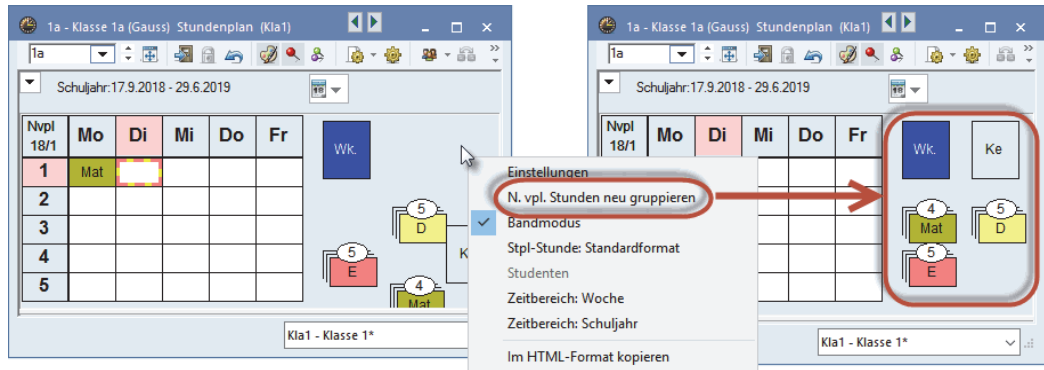 1a - Klasse 1a (Gauss) Stundenplan (Kla1)
1a
Schuljahr:17.9.2018 - 29.6.2019
18
Nvpl 18/1 Mo Di Mi Do Fr
1 Mat
2
3
4
5
Wk.
5
D
K
5
E
4
Mat
Kla1 - Klasse 1*
Einstellungen
N. vpl. Stunden neu gruppieren
Bandmodus
Stpl-Stunde: Standardformat
Studenten
Zeitbereich: Woche
Zeitbereich: Schuljahr
Im HTML-Format kopieren
1a - Klasse 1a (Gauss) Stundenplan (Kla1)
1a
Schuljahr:17.9.2018 - 29.6.2019
18
Nvpl 18/1 Mo Di Mi Do Fr
Wk.
Ke
4
Mat
5
D
5
E
Kla1 - Klasse 1*